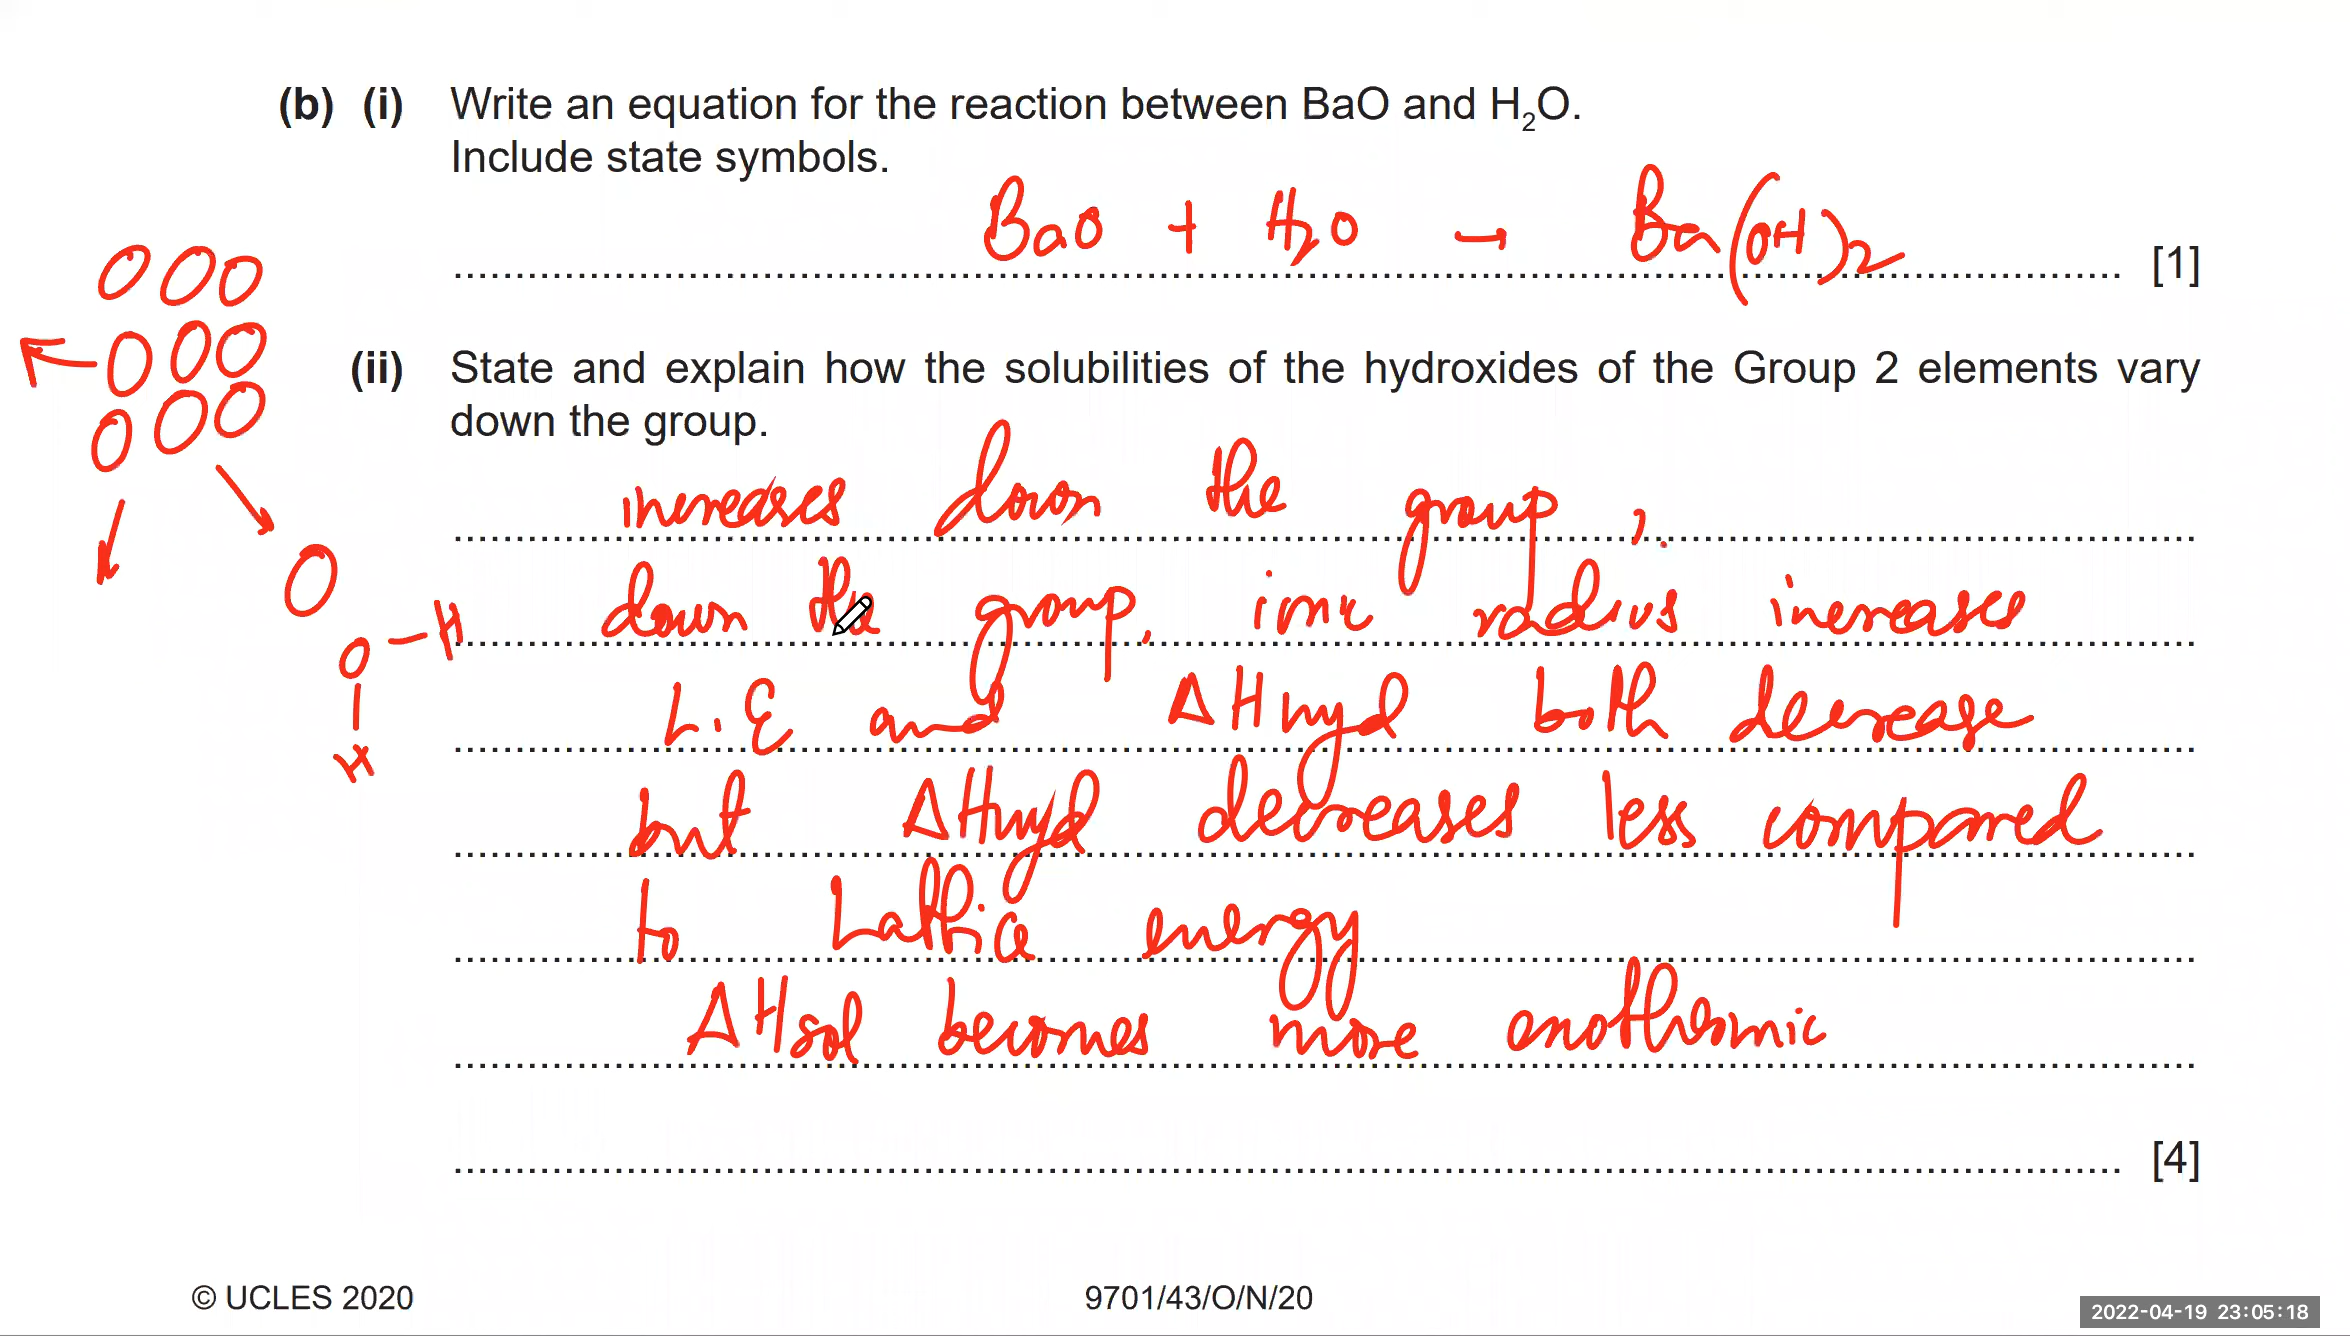 (b) (i) Write an equation for the reaction between BaO and H₂O.
Include state symbols.
BaO + H₂O → Ba(OH)₂
[1]
(ii) State and explain how the solubilities of the hydroxides of the Group 2 elements vary
down the group.
increases down the group,
down the group, ionic radius increases
L.E and ΔHhyd both decrease
but ΔHhyd decreases less compared
to Lattice energy
ΔHsol becomes more exothermic
[4]
O - H
H
© UCLES 2020
9701/43/O/N/20
2022-04-19 23:05:18